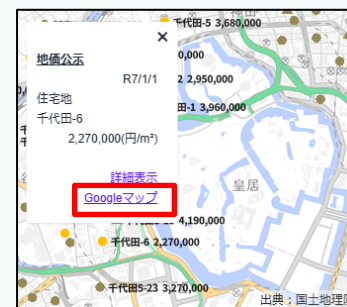 千代田-5 3,680,000
×
地価公示
R7/1/1
住宅地
千代田-6
2,270,000(円/m²)
詳細表示
Googleマップ
2 2,950,000
-1 3,960,000
皇居
4,190,000
千代田-6 2,270,000
千代田5-23 3,270,000
出典：国土地理院